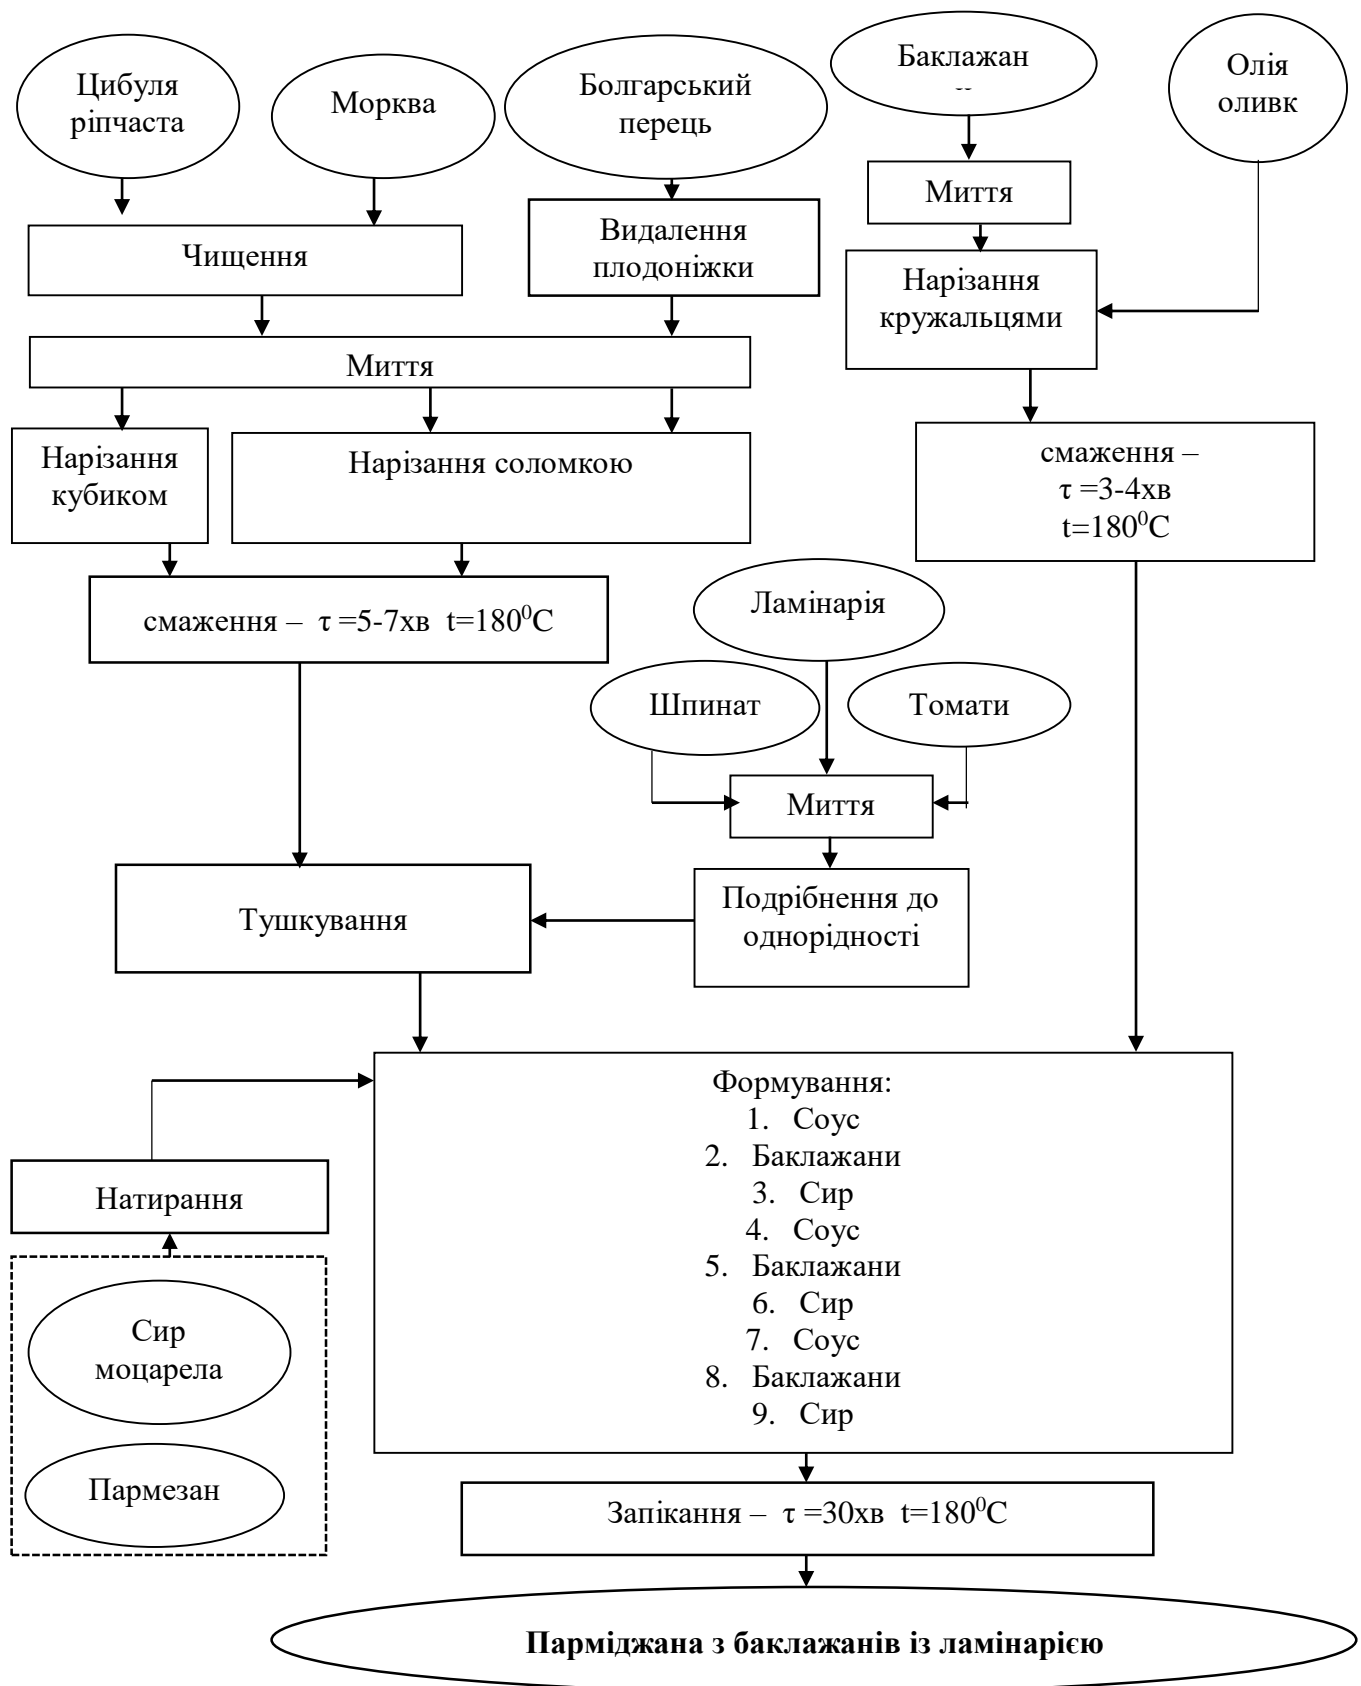 Цибуля
ріпчаста
Морква
Болгарський
перець
Баклажан
Олія
оливк
Миття
Чищення
Видалення
плодоніжки
Нарізання
кружальцями
Миття
Нарізання
кубиком
Нарізання соломкою
смаження –
τ =3-4хв
t=180⁰С
смаження – τ =5-7хв t=180⁰С
Ламінарія
Шпинат
Томати
Миття
Тушкування
Подрібнення до
однорідності
Формування:
1. Соус
2. Баклажани
3. Сир
4. Соус
5. Баклажани
6. Сир
7. Соус
8. Баклажани
9. Сир
Натирання
Сир
моцарела
Пармезан
Запікання – τ =30хв t=180⁰С
Парміджана з баклажанів із ламінарією